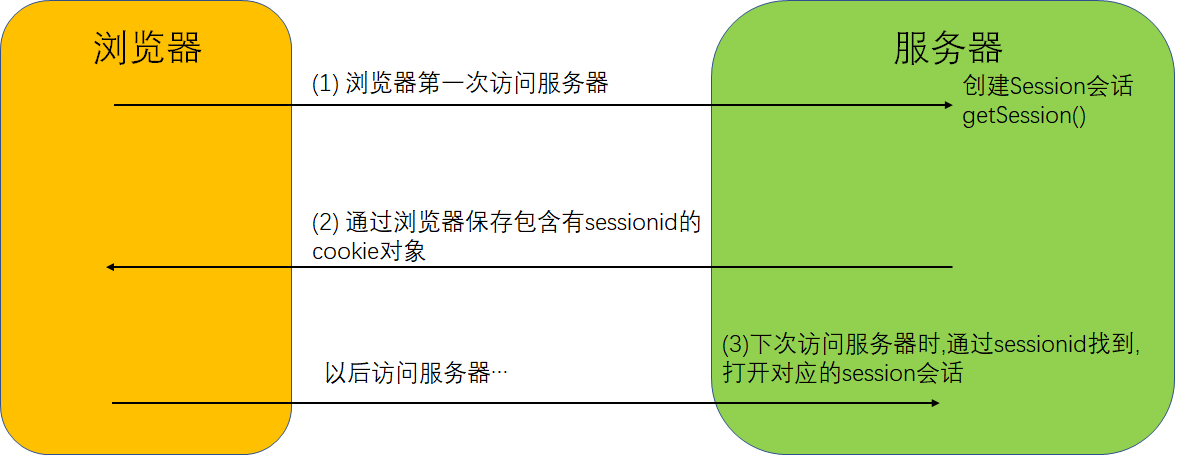 浏览器
服务器
(1) 浏览器第一次访问服务器
创建Session会话
getSession()
(2) 通过浏览器保存包含有sessionid的
cookie对象
(3)下次访问服务器时,通过sessionid找到,
打开对应的session会话
以后访问服务器…